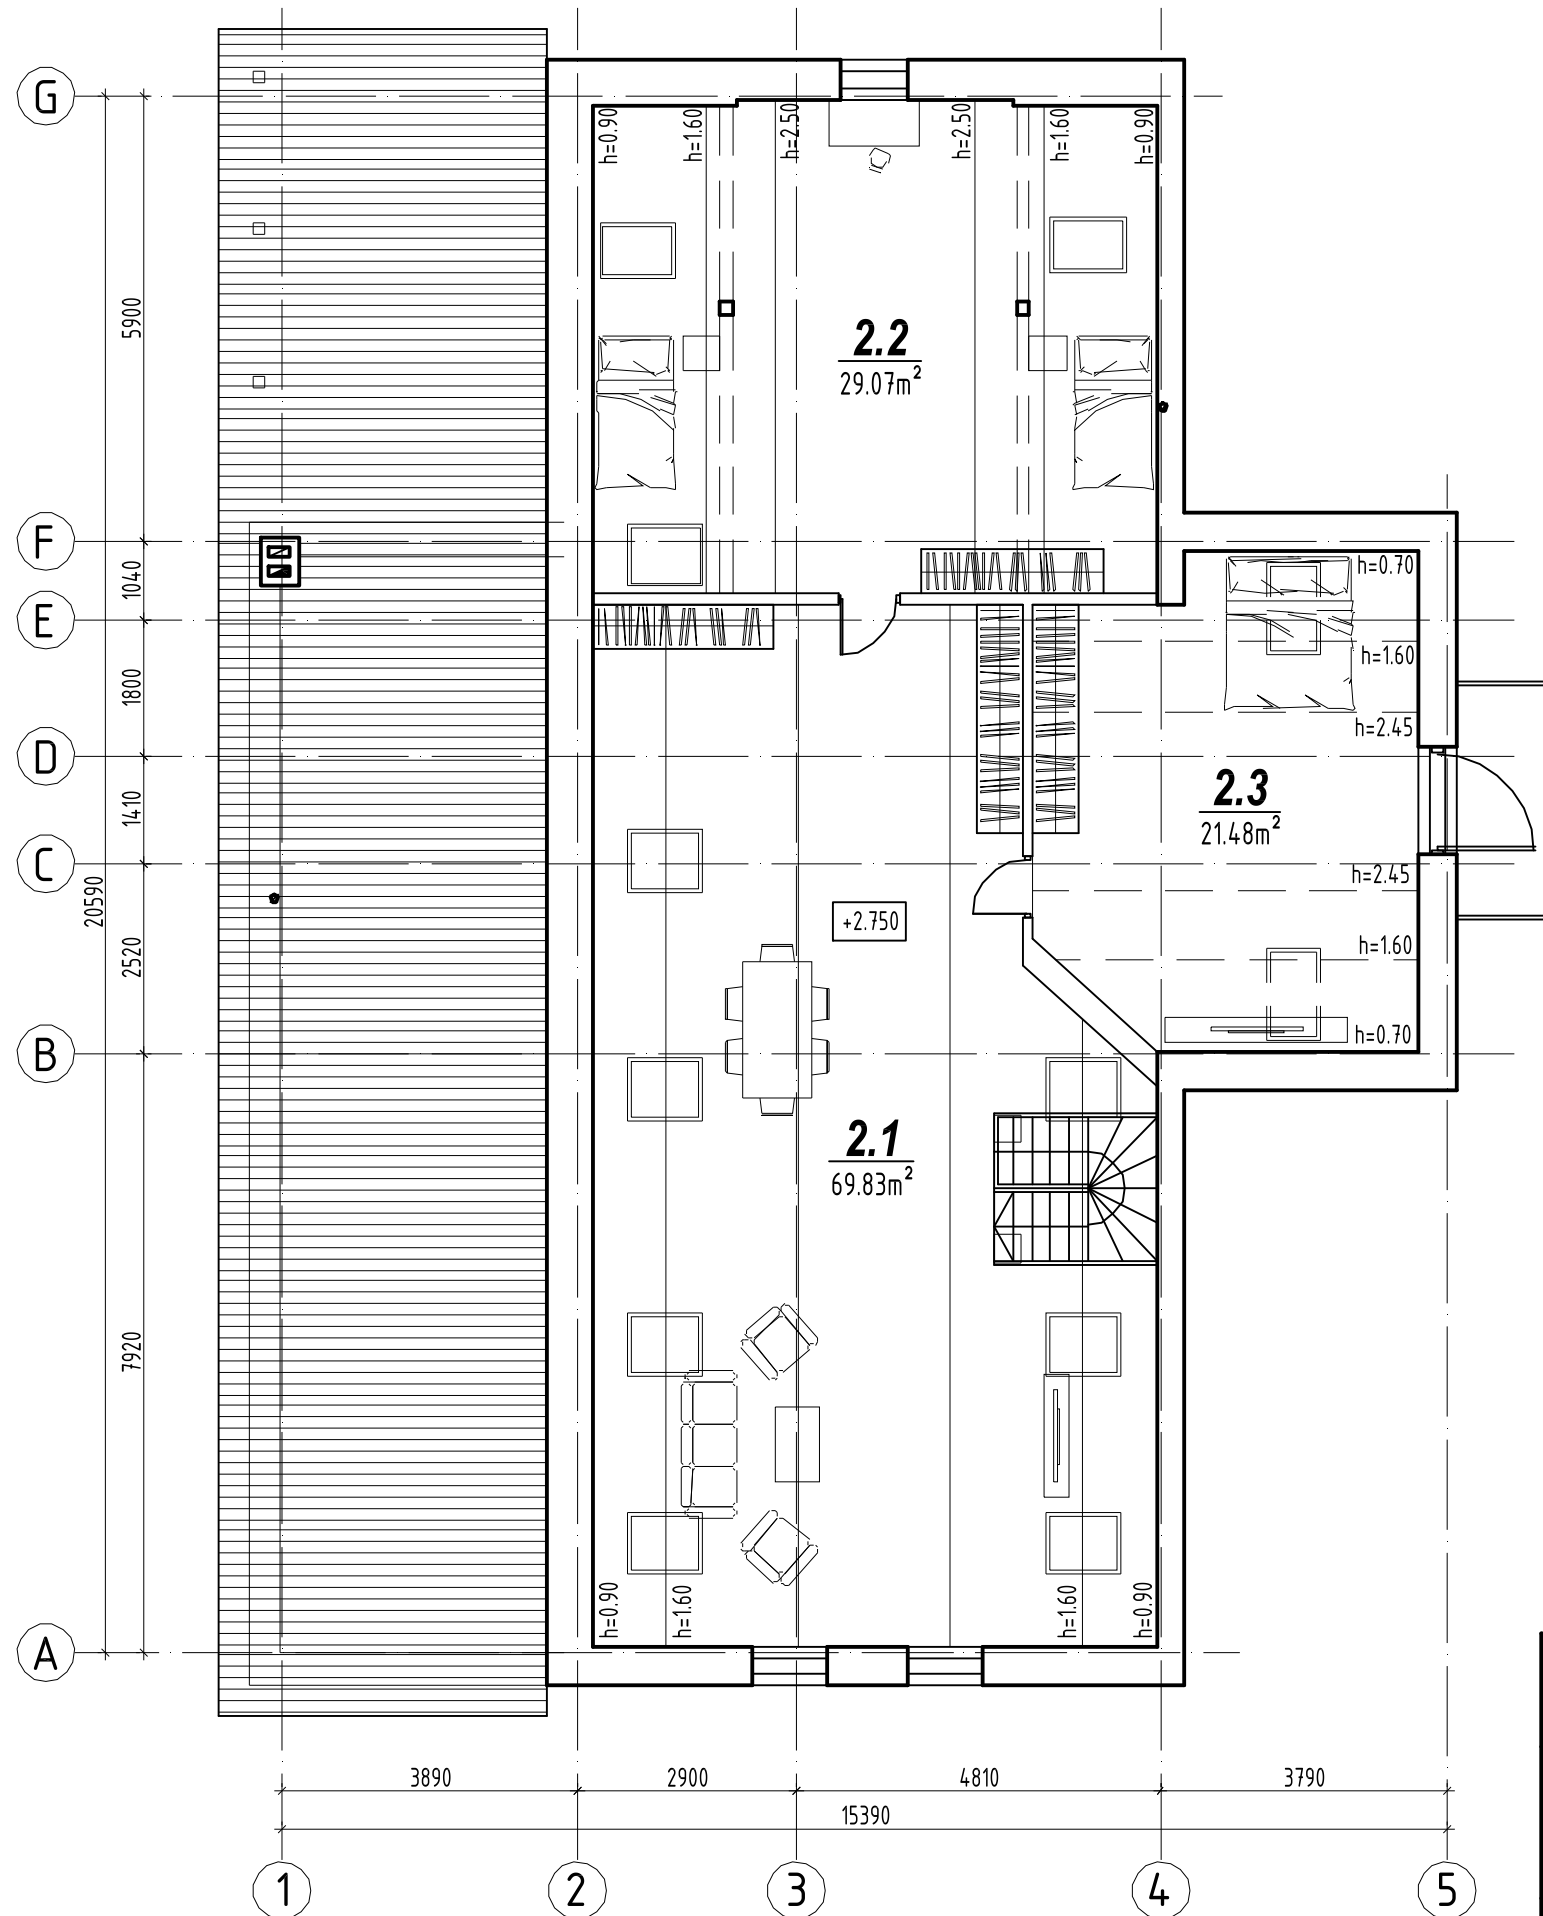 G
h=0.90
h=1.60
h=2.50
h=2.50
h=1.60
h=0.90
5900
2.2
29.07m²
F
h=0.70
1040
E
h=1.60
1800
h=2.45
D
2.3
1410
21.48m²
C
h=2.45
20590
+2.750
2520
h=1.60
h=0.70
B
2.1
69.83m²
7920
h=0.90
h=1.60
h=1.60
h=0.90
A
3890
2900
4810
3790
15390
1
2
3
4
5